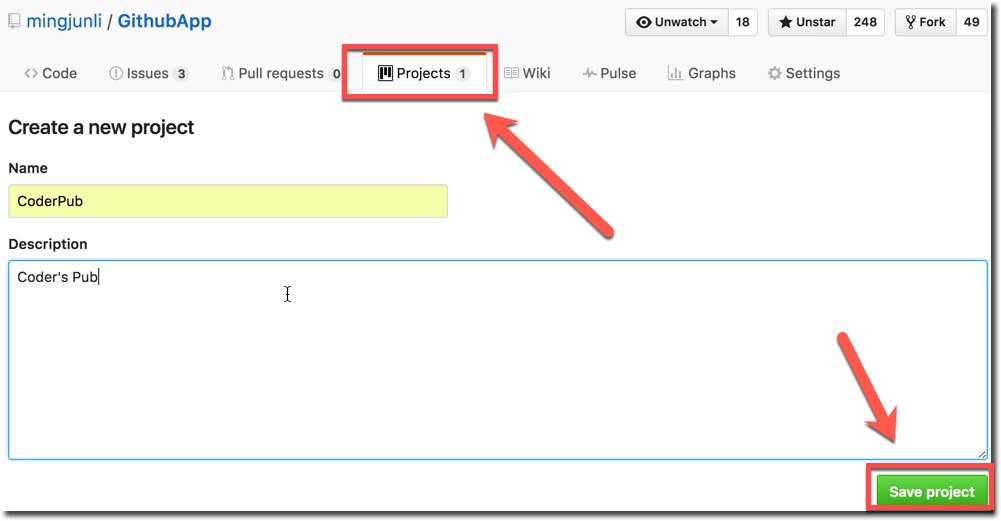 mingjunli / GithubApp
Unwatch 18 Unstar 248 Fork 49
Code Issues 3 Pull requests 0 Projects 1 Wiki Pulse Graphs Settings
Create a new project
Name
CoderPub
Description
Coder's Pub
Save project